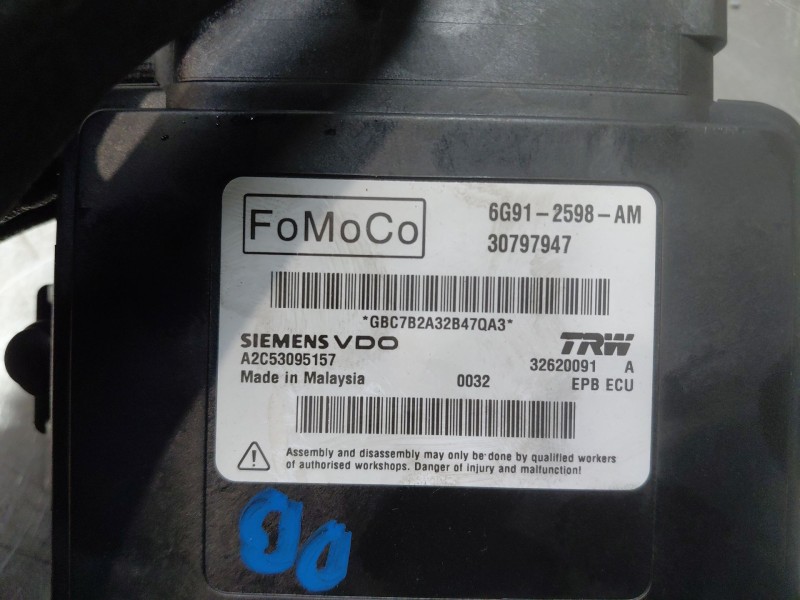 FoMoCo
6G91-2598-AM
30797947
*GBC7B2A32B47QA3*
SIEMENS VDO
TRW
A2C53095157
32620091 A
Made in Malaysia 0032 EPB ECU
Assembly and disassembly may only be done by qualified workers
of authorised workshops. Danger of injury and malfunction!